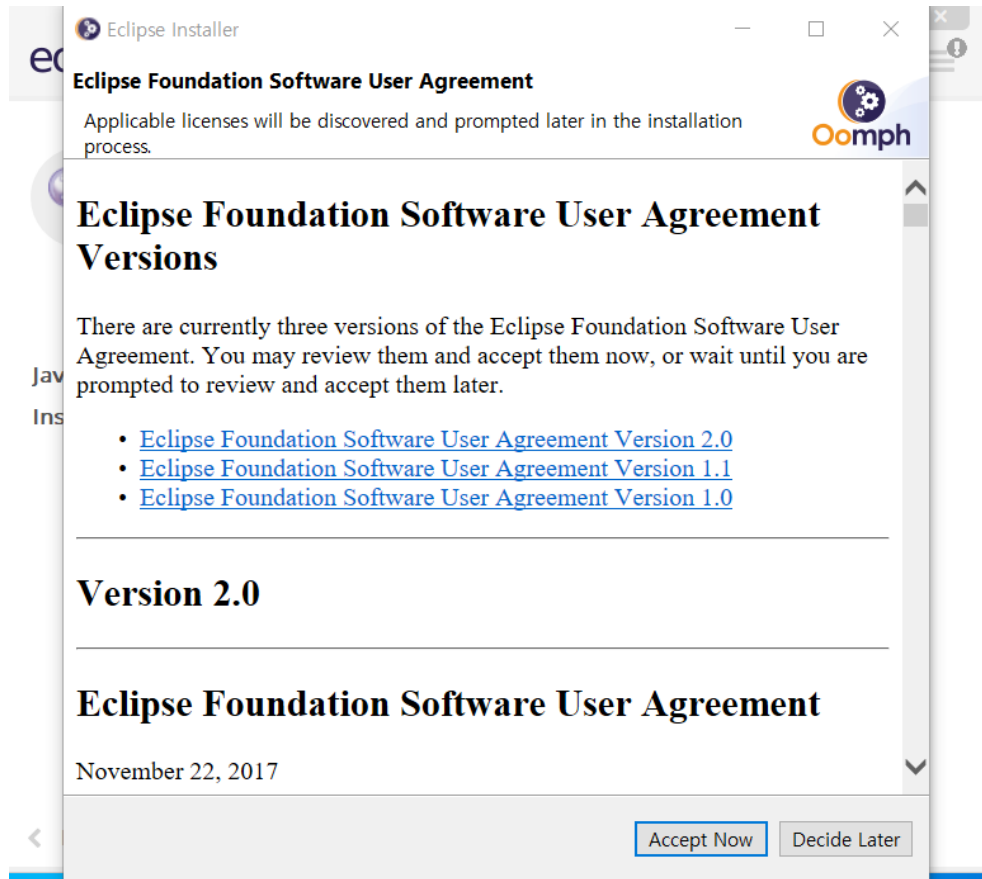 Eclipse Installer
Eclipse Foundation Software User Agreement
Applicable licenses will be discovered and prompted later in the installation
process.
Oomph
Eclipse Foundation Software User Agreement
Versions
There are currently three versions of the Eclipse Foundation Software User
Agreement. You may review them and accept them now, or wait until you are
prompted to review and accept them later.
• Eclipse Foundation Software User Agreement Version 2.0
• Eclipse Foundation Software User Agreement Version 1.1
• Eclipse Foundation Software User Agreement Version 1.0
Version 2.0
Eclipse Foundation Software User Agreement
November 22, 2017
Accept Now
Decide Later